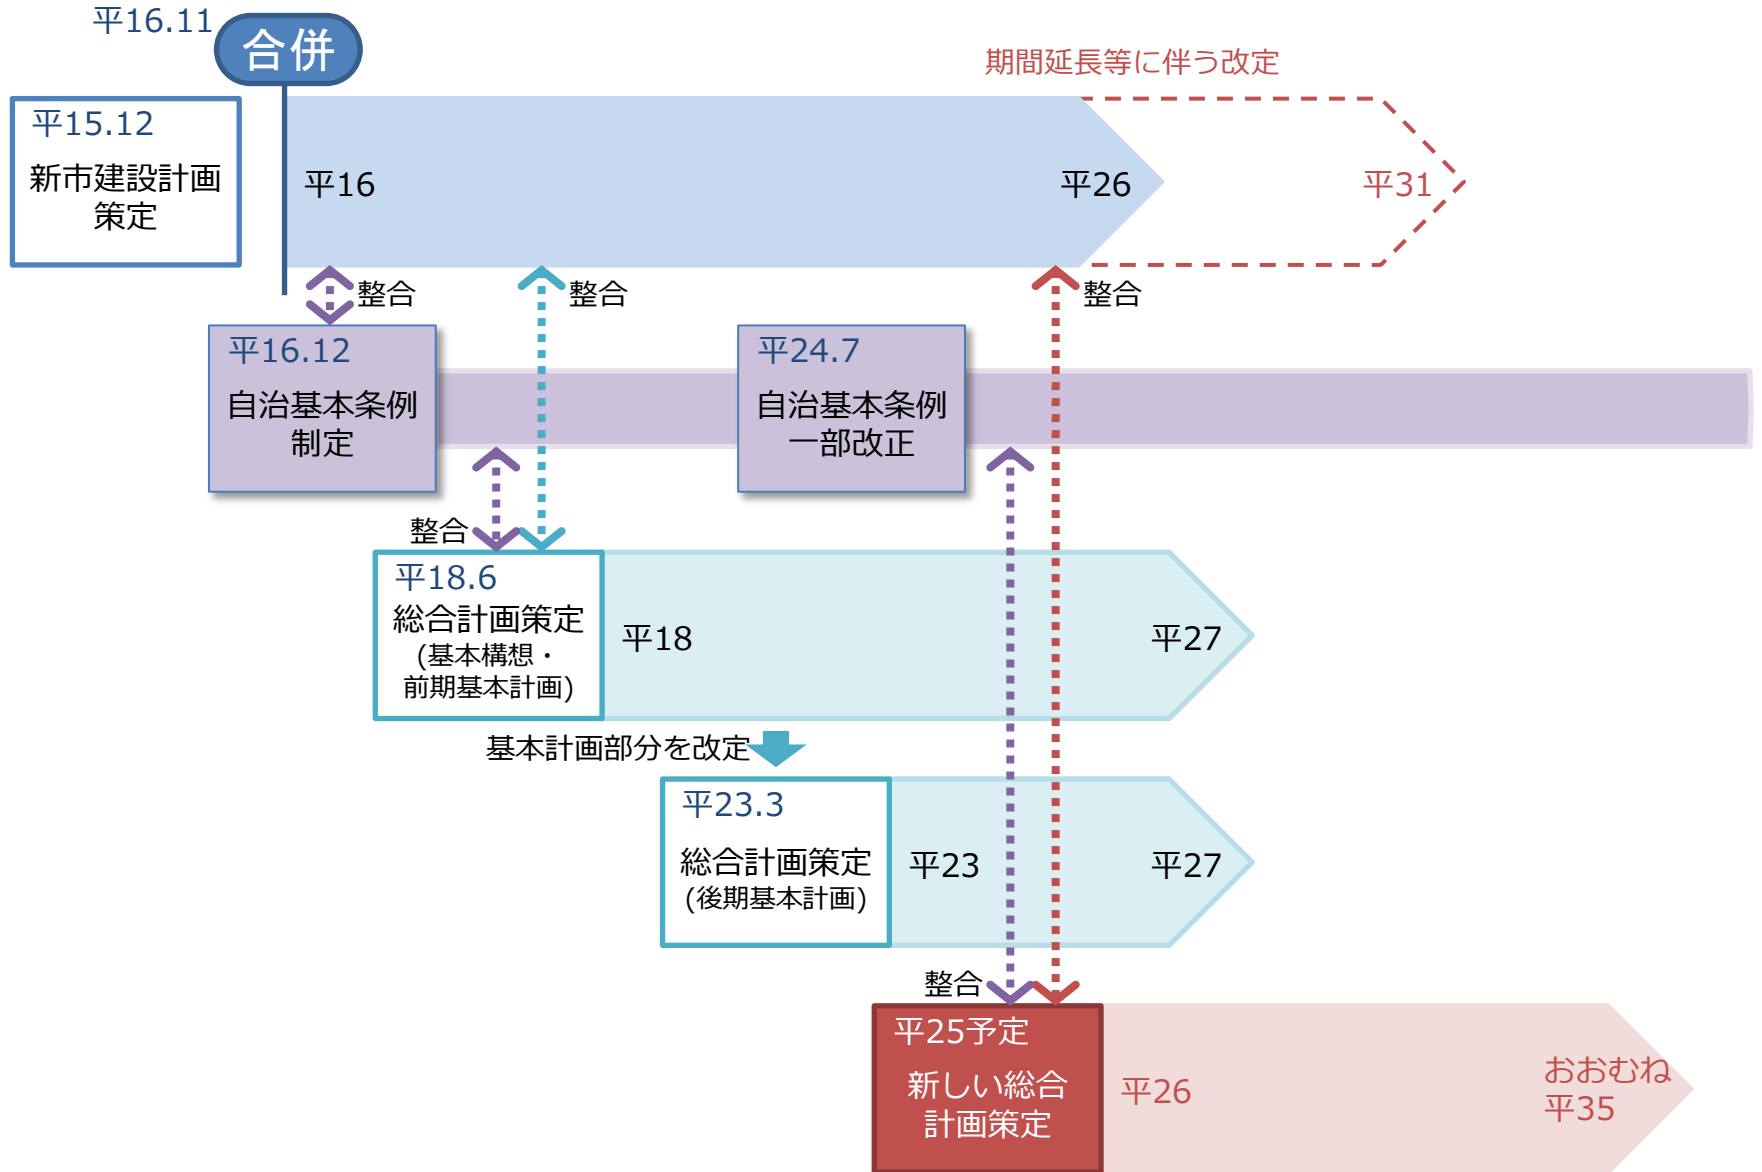 平16.11
合併
期間延長等に伴う改定
平15.12
新市建設計画
策定
平16
平26
平31
整合
整合
整合
平16.12
自治基本条例
制定
平24.7
自治基本条例
一部改正
整合
平18.6
総合計画策定
(基本構想・
前期基本計画)
平18
平27
基本計画部分を改定
平23.3
総合計画策定
(後期基本計画)
平23
平27
整合
平25予定
新しい総合
計画策定
平26
おおむね
平35